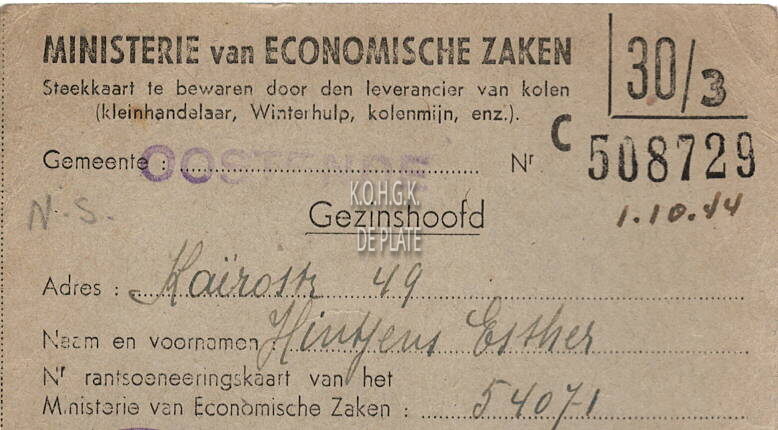 MINISTERIE van ECONOMISCHE ZAKEN
30/3
Steekkaart te bewaren door den leverancier van kolen
(kleinhandelaar, Winterhulp, kolenmijn, enz.).
Gemeente : OOSTENDE Nr C 508729
N.S. 1.10.44
K.O.H.G.K.
DE PLATE
Gezinshoofd
Adres : Kaïrostr 49
Naam en voornamen : Hintjens Esther
Nr rantsoeneeringskaart van het
Ministerie van Economische Zaken : 54071